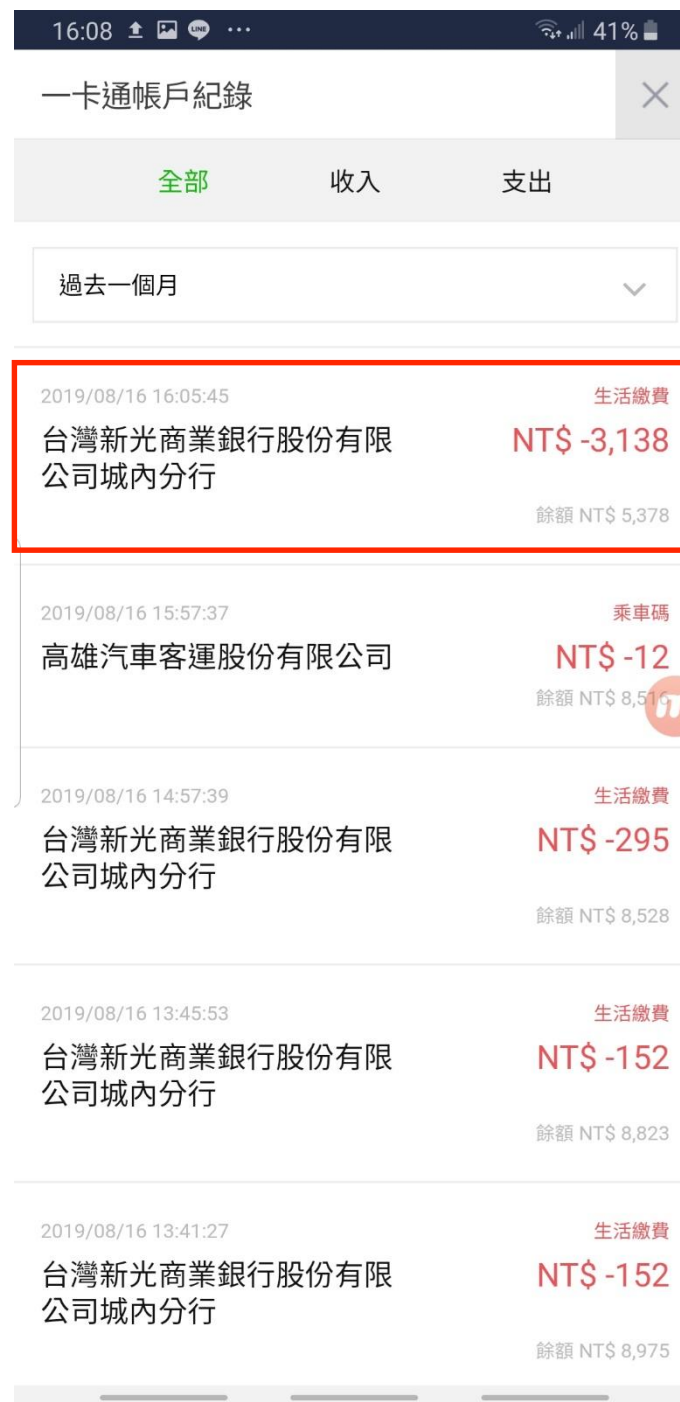 16:08 LINE ... 41%
一卡通帳戶紀錄
全部 收入 支出
過去一個月
2019/08/16 16:05:45 生活繳費
台灣新光商業銀行股份有限 NT$ -3,138
公司城內分行
餘額 NT$ 5,378
2019/08/16 15:57:37 乘車碼
高雄汽車客運股份有限公司 NT$ -12
餘額 NT$ 8,516
2019/08/16 14:57:39 生活繳費
台灣新光商業銀行股份有限 NT$ -295
公司城內分行
餘額 NT$ 8,528
2019/08/16 13:45:53 生活繳費
台灣新光商業銀行股份有限 NT$ -152
公司城內分行
餘額 NT$ 8,823
2019/08/16 13:41:27 生活繳費
台灣新光商業銀行股份有限 NT$ -152
公司城內分行
餘額 NT$ 8,975